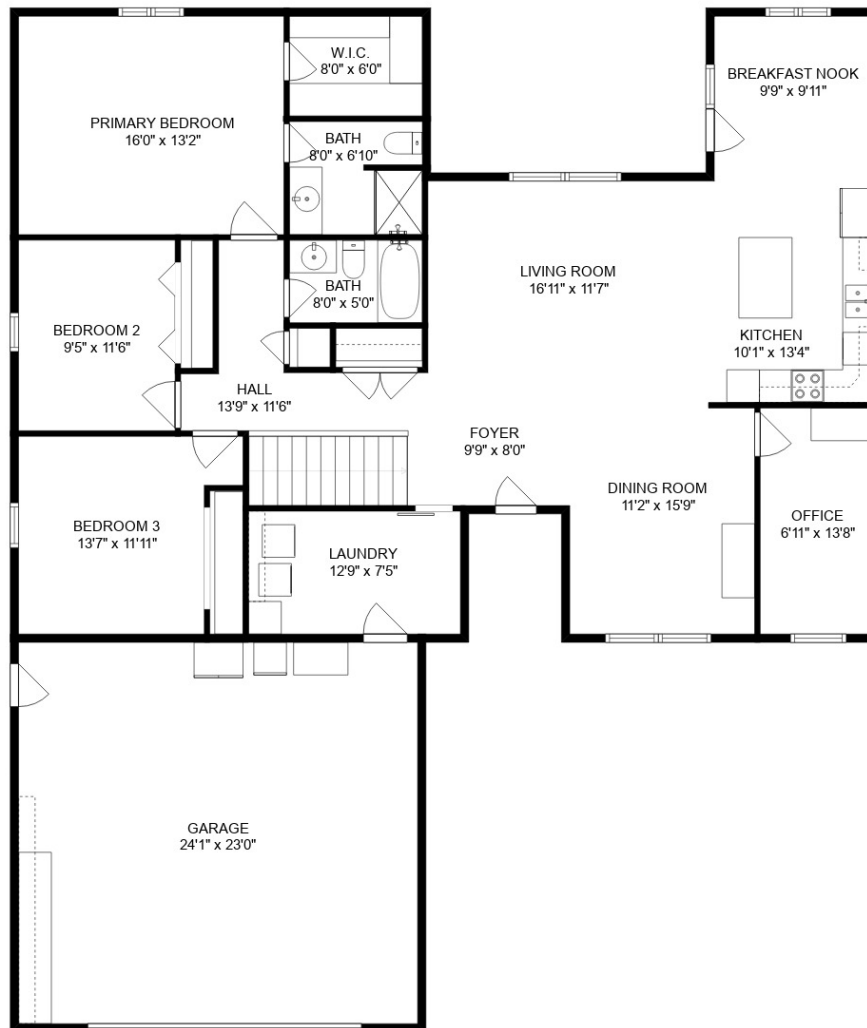 W.I.C.
8'0" x 6'0"
BREAKFAST NOOK
9'9" x 9'11"
PRIMARY BEDROOM
16'0" x 13'2"
BATH
8'0" x 6'10"
LIVING ROOM
16'11" x 11'7"
BATH
8'0" x 5'0"
BEDROOM 2
9'5" x 11'6"
KITCHEN
10'1" x 13'4"
HALL
13'9" x 11'6"
FOYER
9'9" x 8'0"
DINING ROOM
11'2" x 15'9"
OFFICE
6'11" x 13'8"
BEDROOM 3
13'7" x 11'11"
LAUNDRY
12'9" x 7'5"
GARAGE
24'1" x 23'0"